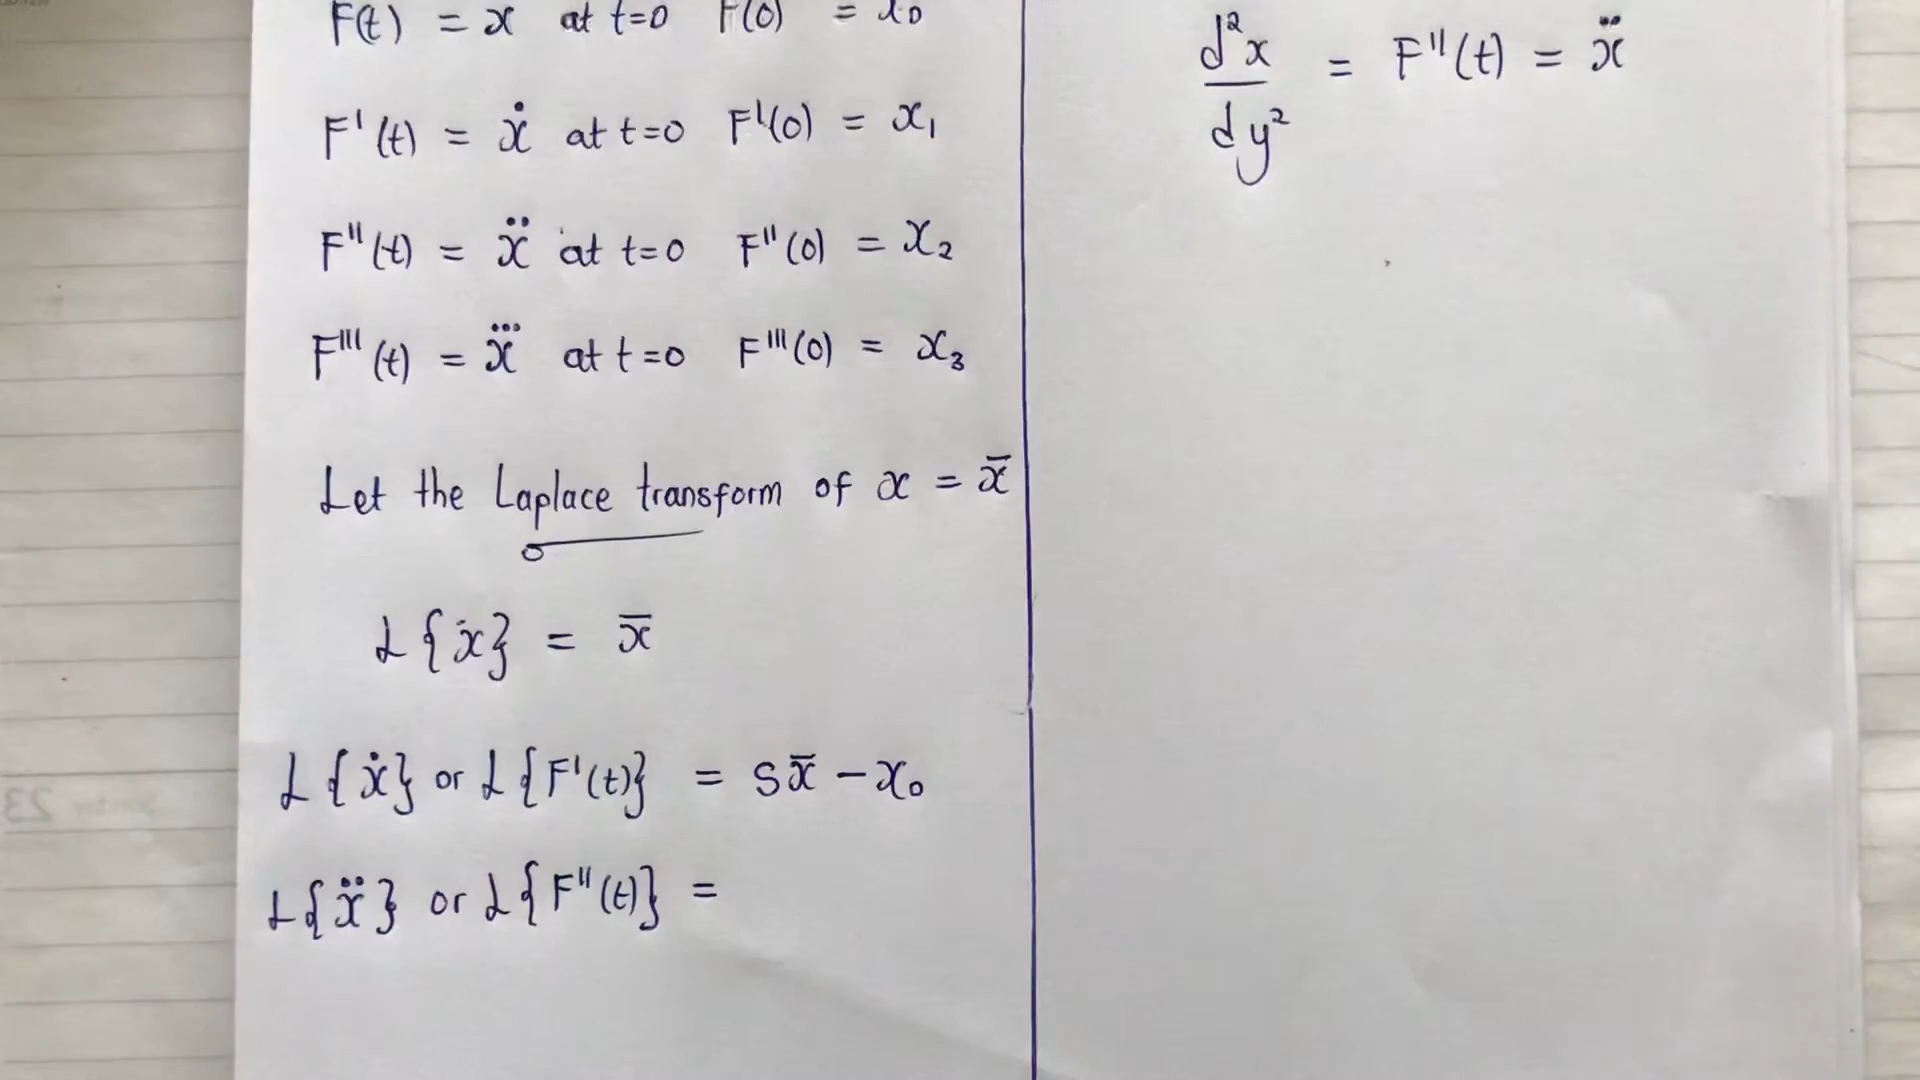 F(t) = x at t=0 F(0) = x₀
F'(t) = ẋ at t=0 F'(0) = x₁
F''(t) = ẍ at t=0 F''(0) = x₂
F'''(t) = x⃛ at t=0 F'''(0) = x₃
Let the Laplace transform of x = x̄
ℒ{x} = x̄
ℒ{ẋ} or ℒ{F'(t)} = sx̄ − x₀
ℒ{ẍ} or ℒ{F''(t)} =
d²x/dy² = F''(t) = ẍ